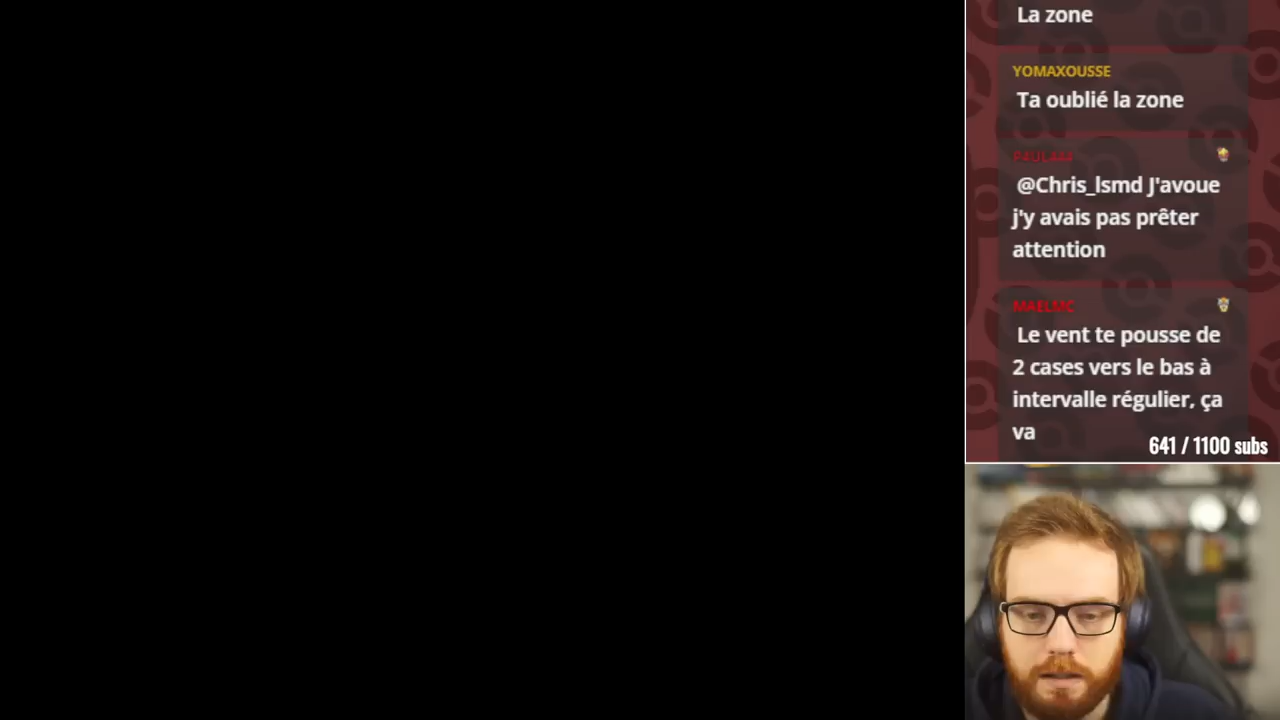 La zone
YOMAXOUSSE
Ta oublié la zone
@Chris_lsmd J'avoue
j'y avais pas prêter
attention
MAELMC
Le vent te pousse de
2 cases vers le bas à
intervalle régulier, ça
va
641 / 1100 subs